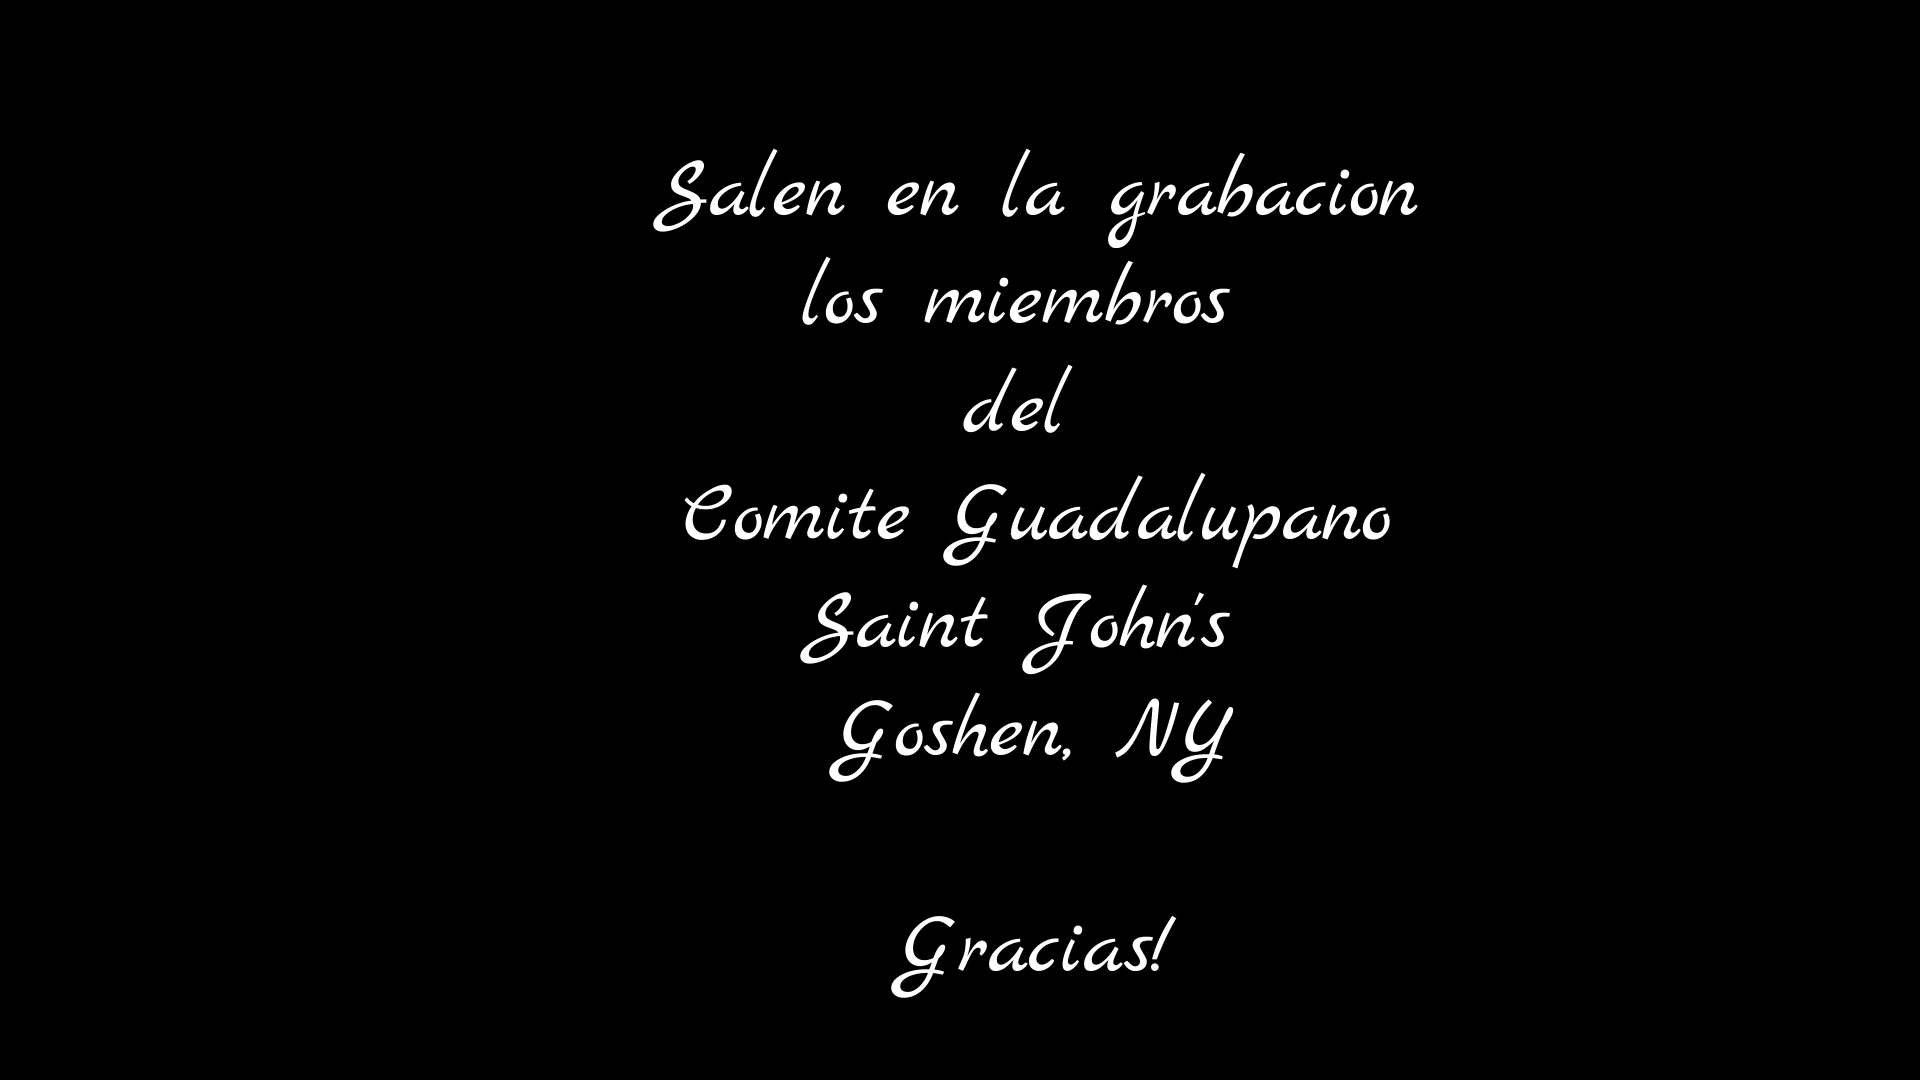 Salen en la grabacion
los miembros
del
Comite Guadalupano
Saint John's
Goshen, NY
Gracias!